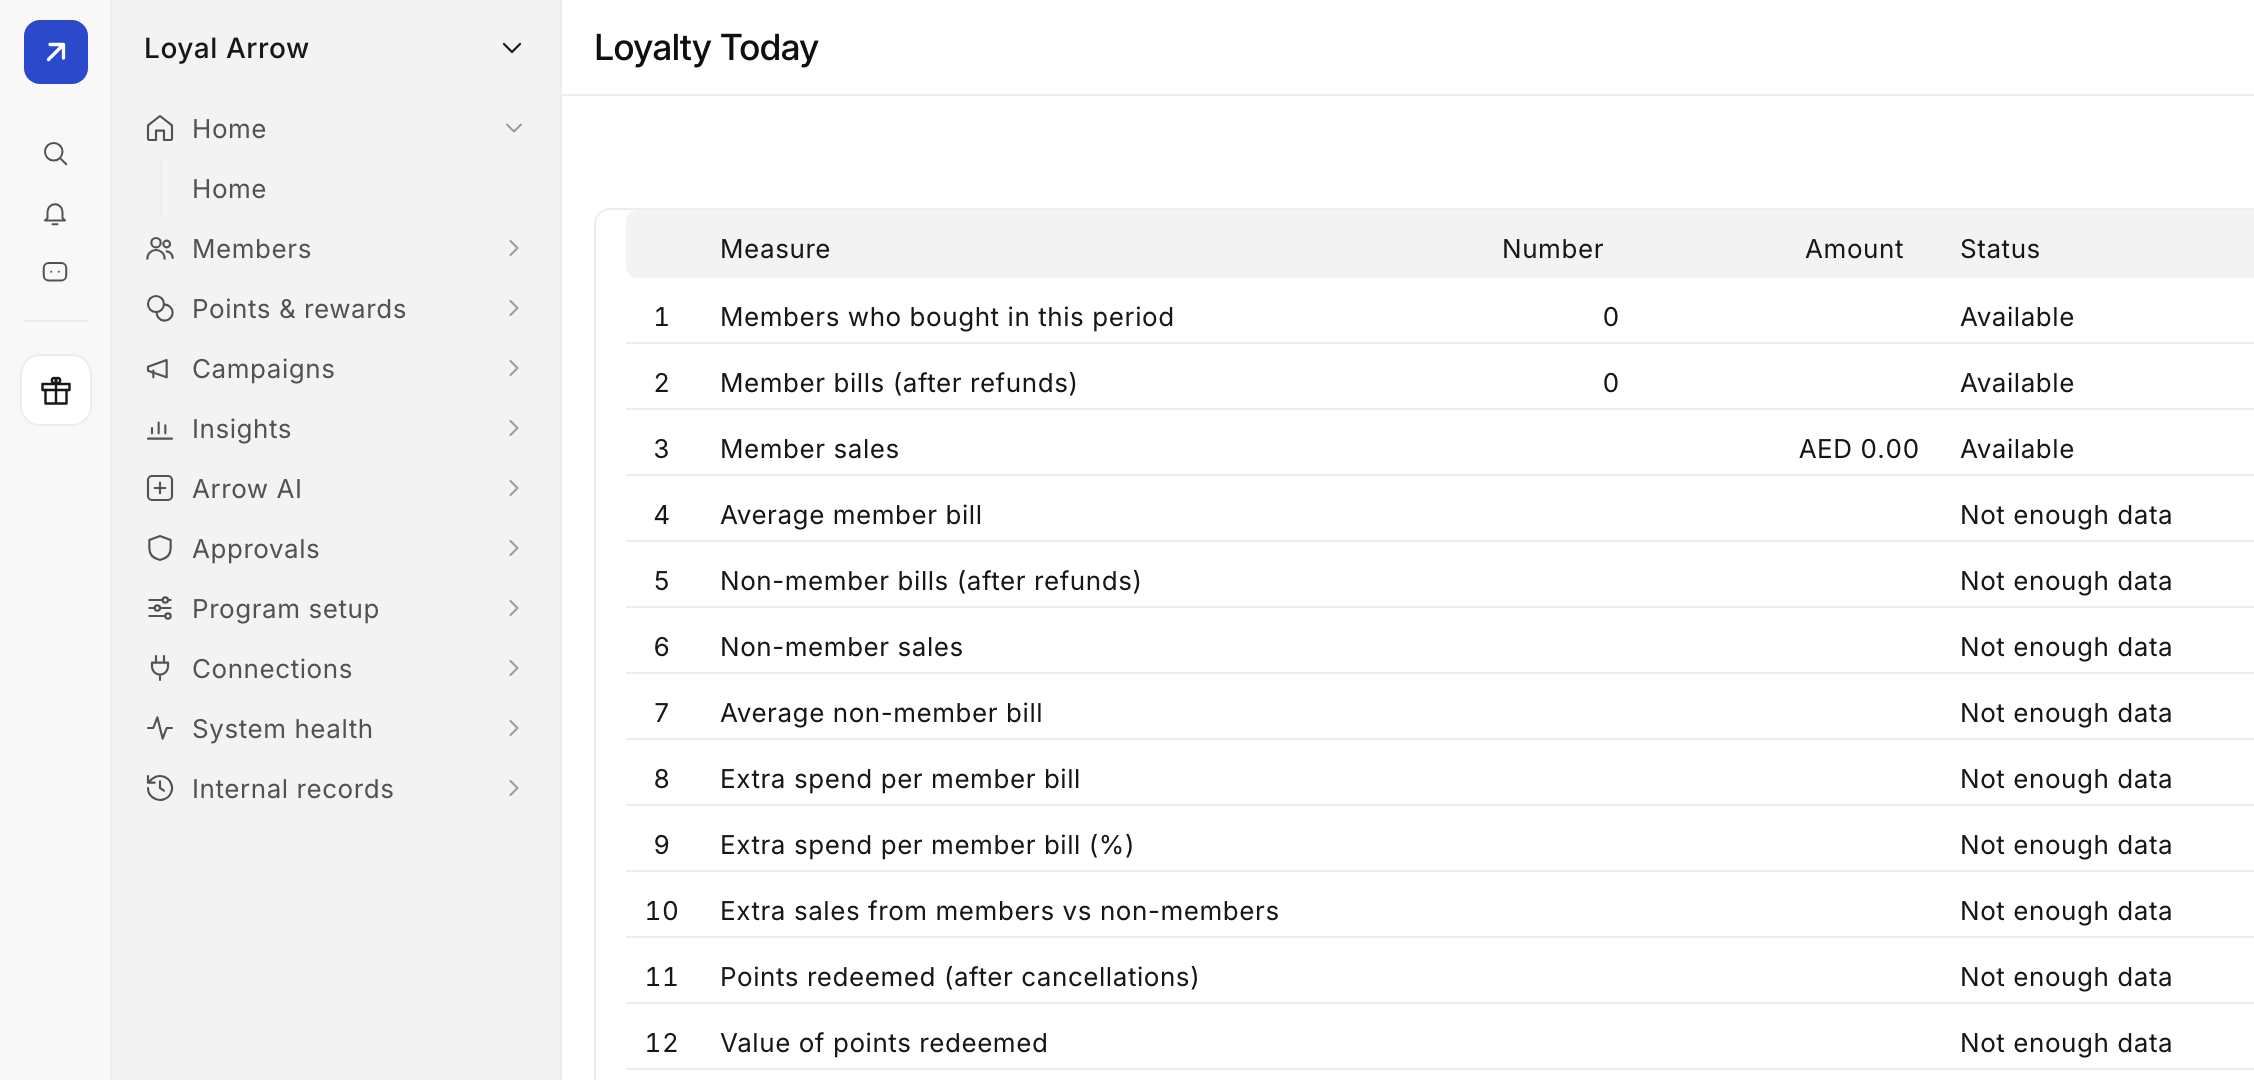 Loyal Arrow
Home
Home
Members
Points & rewards
Campaigns
Insights
Arrow AI
Approvals
Program setup
Connections
System health
Internal records
Loyalty Today
Measure Number Amount Status
1 Members who bought in this period 0 Available
2 Member bills (after refunds) 0 Available
3 Member sales AED 0.00 Available
4 Average member bill Not enough data
5 Non-member bills (after refunds) Not enough data
6 Non-member sales Not enough data
7 Average non-member bill Not enough data
8 Extra spend per member bill Not enough data
9 Extra spend per member bill (%) Not enough data
10 Extra sales from members vs non-members Not enough data
11 Points redeemed (after cancellations) Not enough data
12 Value of points redeemed Not enough data